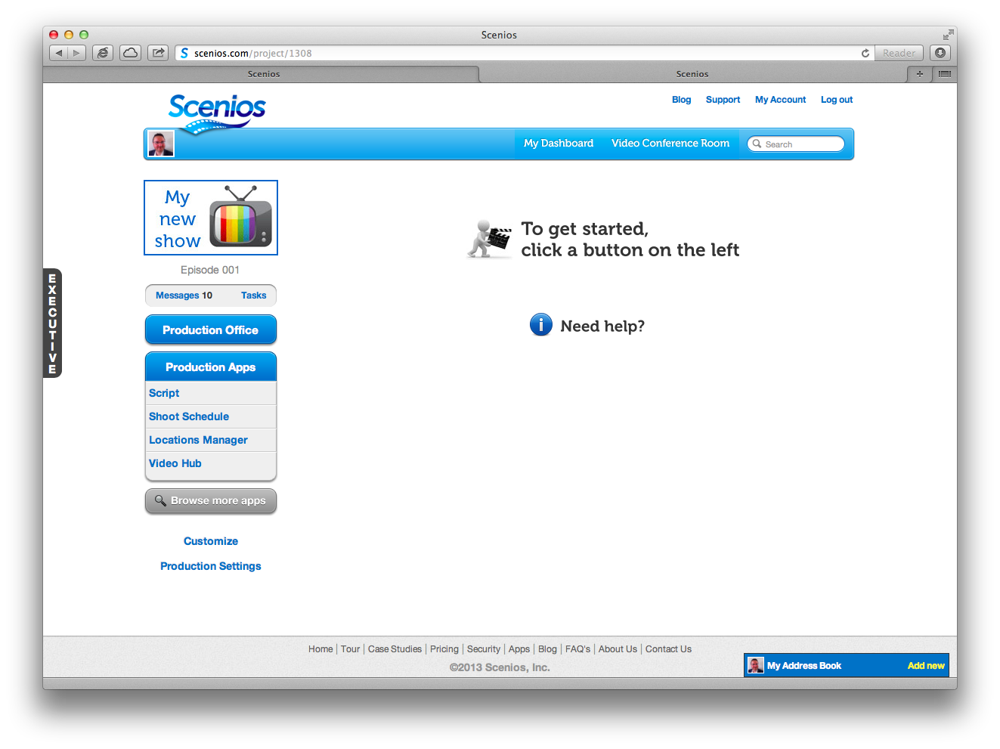 Scenios
scenios.com/project/1308
Reader
Scenios
Scenios
Scenios
Blog
Support
My Account
Log out
My Dashboard
Video Conference Room
Search
My
new
show
Episode 001
Messages 10
Tasks
EXECUTIVE
Production Office
Production Apps
Script
Shoot Schedule
Locations Manager
Video Hub
Browse more apps
Customize
Production Settings
To get started,
click a button on the left
i
Need help?
Home | Tour | Case Studies | Pricing | Security | Apps | Blog | FAQ's | About Us | Contact Us
©2013 Scenios, Inc.
My Address Book
Add new